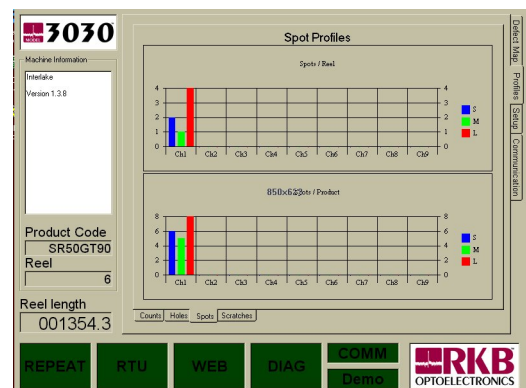 MODEL 3030
Machine Information
Interlake
Version 1.3.8
Product Code
SR50GT90
Reel
6
Reel length
001354.3
Spot Profiles
Spots / Reel
4 4
3 3
2 2
1 1
0 0
Ch1 Ch2 Ch3 Ch4 Ch5 Ch6 Ch7 Ch8 Ch9
S
M
L
Spots / Product
8 8
6 6
4 4
2 2
0 0
Ch1 Ch2 Ch3 Ch4 Ch5 Ch6 Ch7 Ch8 Ch9
S
M
L
Counts Holes Spots Scratches
Defect Map
Profiles
Setup
Communication
REPEAT RTU WEB DIAG COMM
Demo
RKB
OPTOELECTRONICS